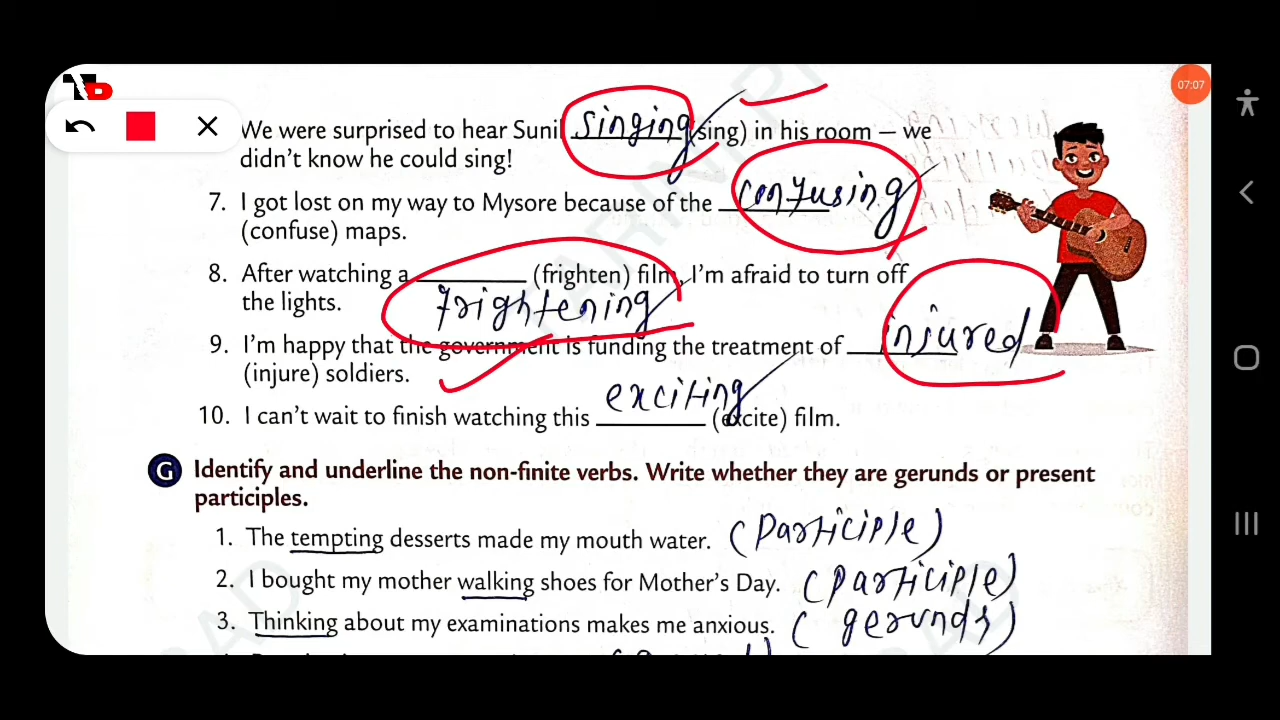 07:07
We were surprised to hear Sunil singing (sing) in his room – we
didn't know he could sing!
7. I got lost on my way to Mysore because of the confusing
(confuse) maps.
8. After watching a ________ (frighten) film, I'm afraid to turn off
the lights. frightening
9. I'm happy that the government is funding the treatment of injured
(injure) soldiers.
10. I can't wait to finish watching this exciting (excite) film.
G Identify and underline the non-finite verbs. Write whether they are gerunds or present
participles.
1. The tempting desserts made my mouth water. (Participle)
2. I bought my mother walking shoes for Mother's Day. (participle)
3. Thinking about my examinations makes me anxious. (gerunds)